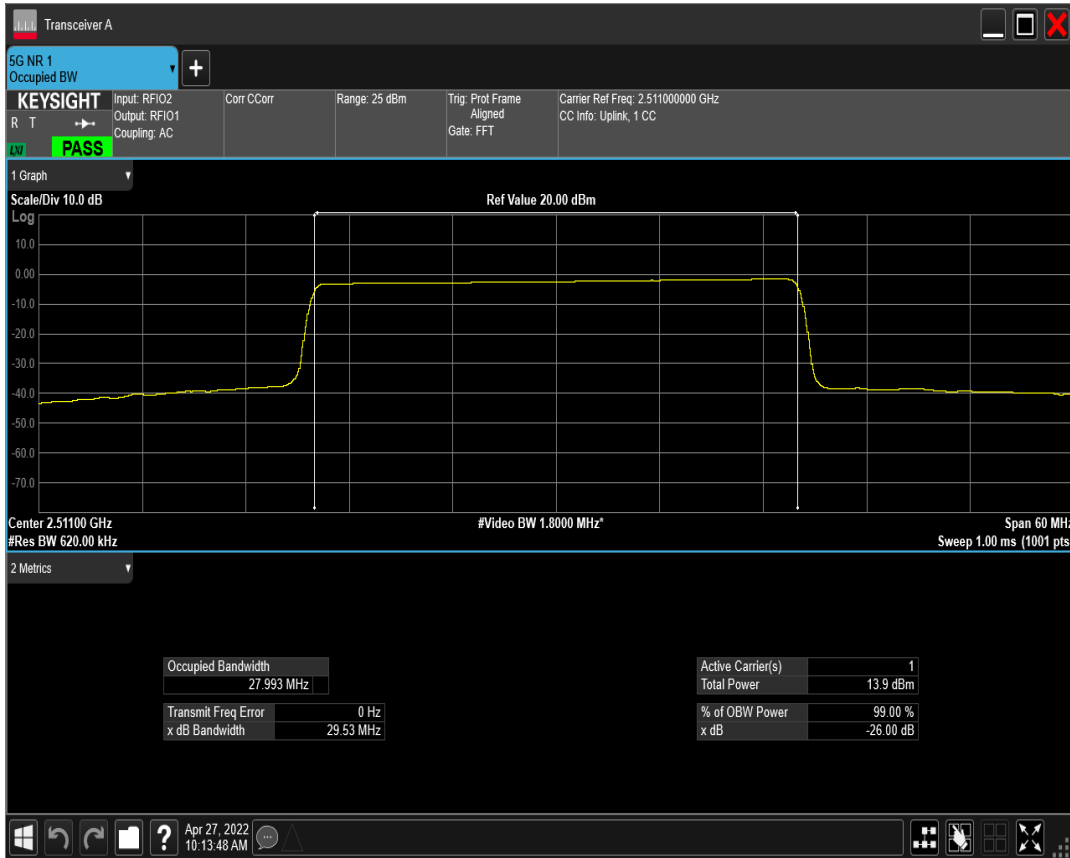 Transceiver A
5G NR 1
Occupied BW
+
KEYSIGHT
R T
LXI
PASS
Input: RFIO2
Output: RFIO1
Coupling: AC
Corr CCorr
Range: 25 dBm
Trig: Prot Frame
Aligned
Gate: FFT
Carrier Ref Freq: 2.511000000 GHz
CC Info: Uplink, 1 CC
1 Graph
Scale/Div 10.0 dB
Ref Value 20.00 dBm
Log
10.0
0.00
-10.0
-20.0
-30.0
-40.0
-50.0
-60.0
-70.0
Center 2.51100 GHz
#Video BW 1.8000 MHz*
Span 60 MHz
#Res BW 620.00 kHz
Sweep 1.00 ms (1001 pts
2 Metrics
Occupied Bandwidth
27.993 MHz
Transmit Freq Error 0 Hz
x dB Bandwidth 29.53 MHz
Active Carrier(s) 1
Total Power 13.9 dBm
% of OBW Power 99.00 %
x dB -26.00 dB
?
Apr 27, 2022
10:13:48 AM